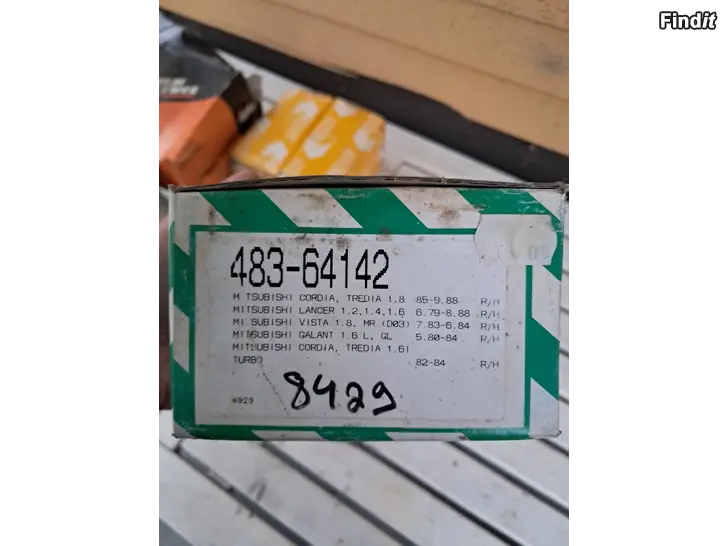 Findit
483-64142
MITSUBISHI CORDIA, TREDIA 1.8 85-9.88 R/H
MITSUBISHI LANCER 1.2,1.4,1.6 6.79-8.88 R/H
MITSUBISHI VISTA 1.8, MR (D03) 7.83-6.84 R/H
MITSUBISHI GALANT 1.6 L, GL 5.80-84 R/H
MITSUBISHI CORDIA, TREDIA 1.6I
TURBO 82-84 R/H
4929
8429